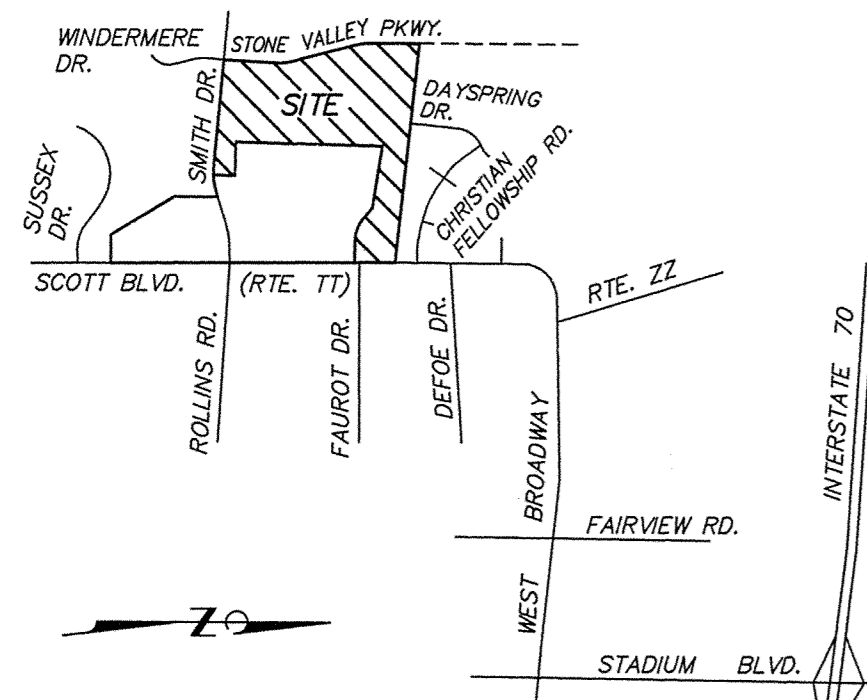 WINDERMERE
DR.
STONE VALLEY PKWY.
SMITH DR.
SITE
DAYSPRING
DR.
CHRISTIAN
FELLOWSHIP RD.
SUSSEX
DR.
SCOTT BLVD. (RTE. TT)
RTE. ZZ
ROLLINS RD.
FAUROT DR.
DEFOE DR.
WEST BROADWAY
INTERSTATE 70
FAIRVIEW RD.
N
STADIUM BLVD.